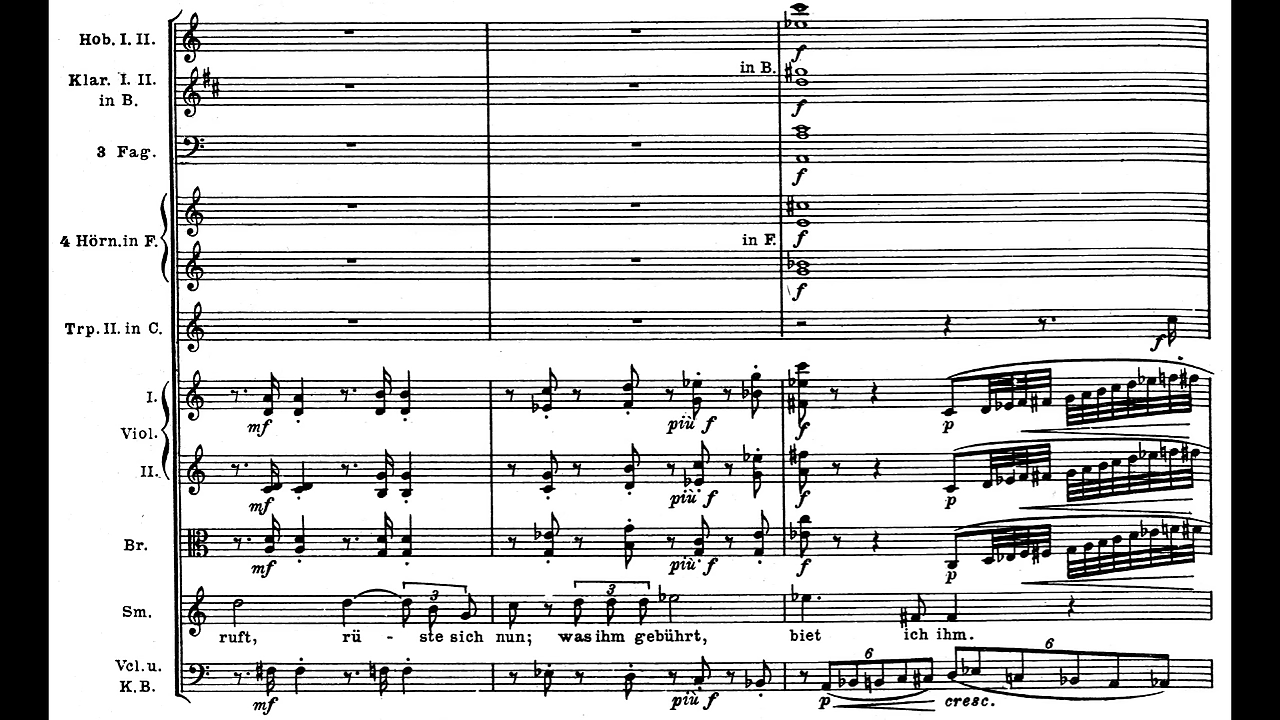 Hob. I. II.
f
in B.
Klar. I. II.
in B.
f
3 Fag.
f
4 Hörn. in F.
in F.
f
f
Trp. II. in C.
f
I.
mf
più f
f
p
Viol.
II.
mf
più f
f
p
Br.
mf
più f
f
p
Sm.
3
3
ruft, rü - ste sich nun; was ihm gebührt, biet ich ihm.
Vcl. u.
K. B.
6
6
mf
più f
p
cresc.